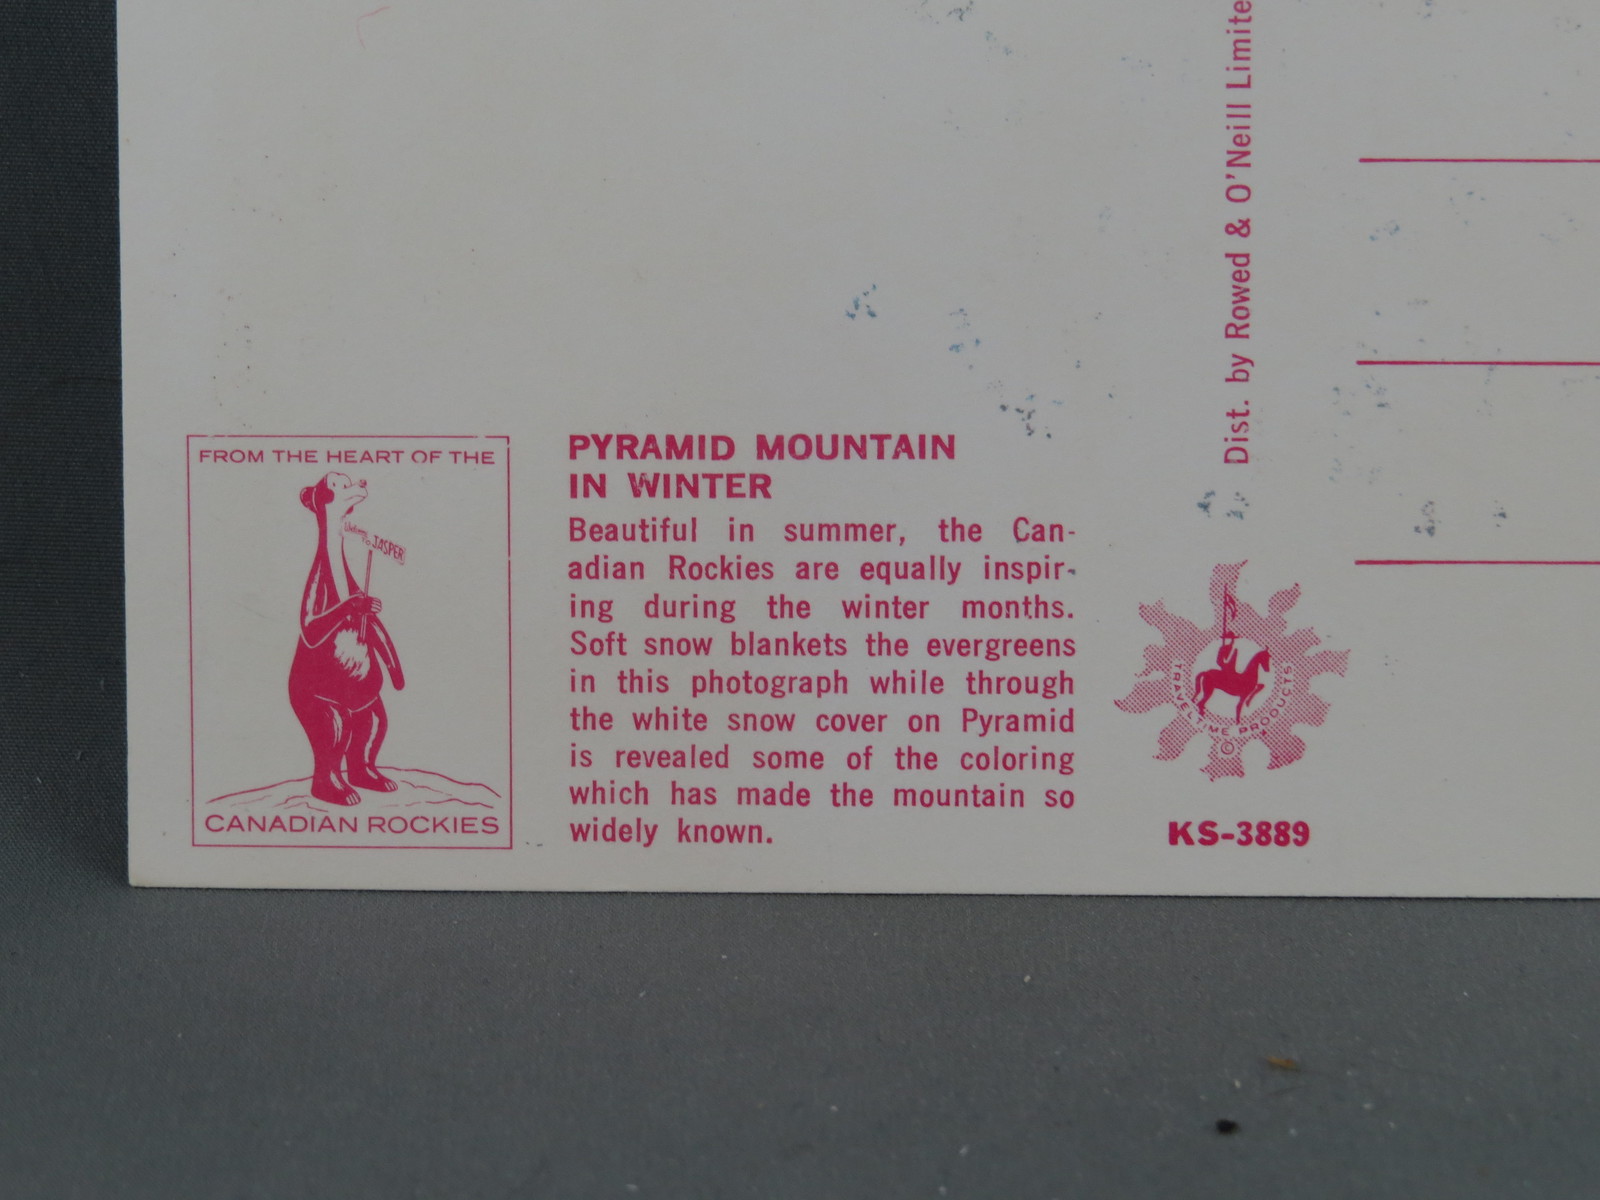 FROM THE HEART OF THE
Welcome
To JASPER
CANADIAN ROCKIES
PYRAMID MOUNTAIN
IN WINTER
Beautiful in summer, the Can-
adian Rockies are equally inspir-
ing during the winter months.
Soft snow blankets the evergreens
in this photograph while through
the white snow cover on Pyramid
is revealed some of the coloring
which has made the mountain so
widely known.
Dist. by Rowed & O'Neill Limite
TRAVELTIME PRODUCTS
©
KS-3889